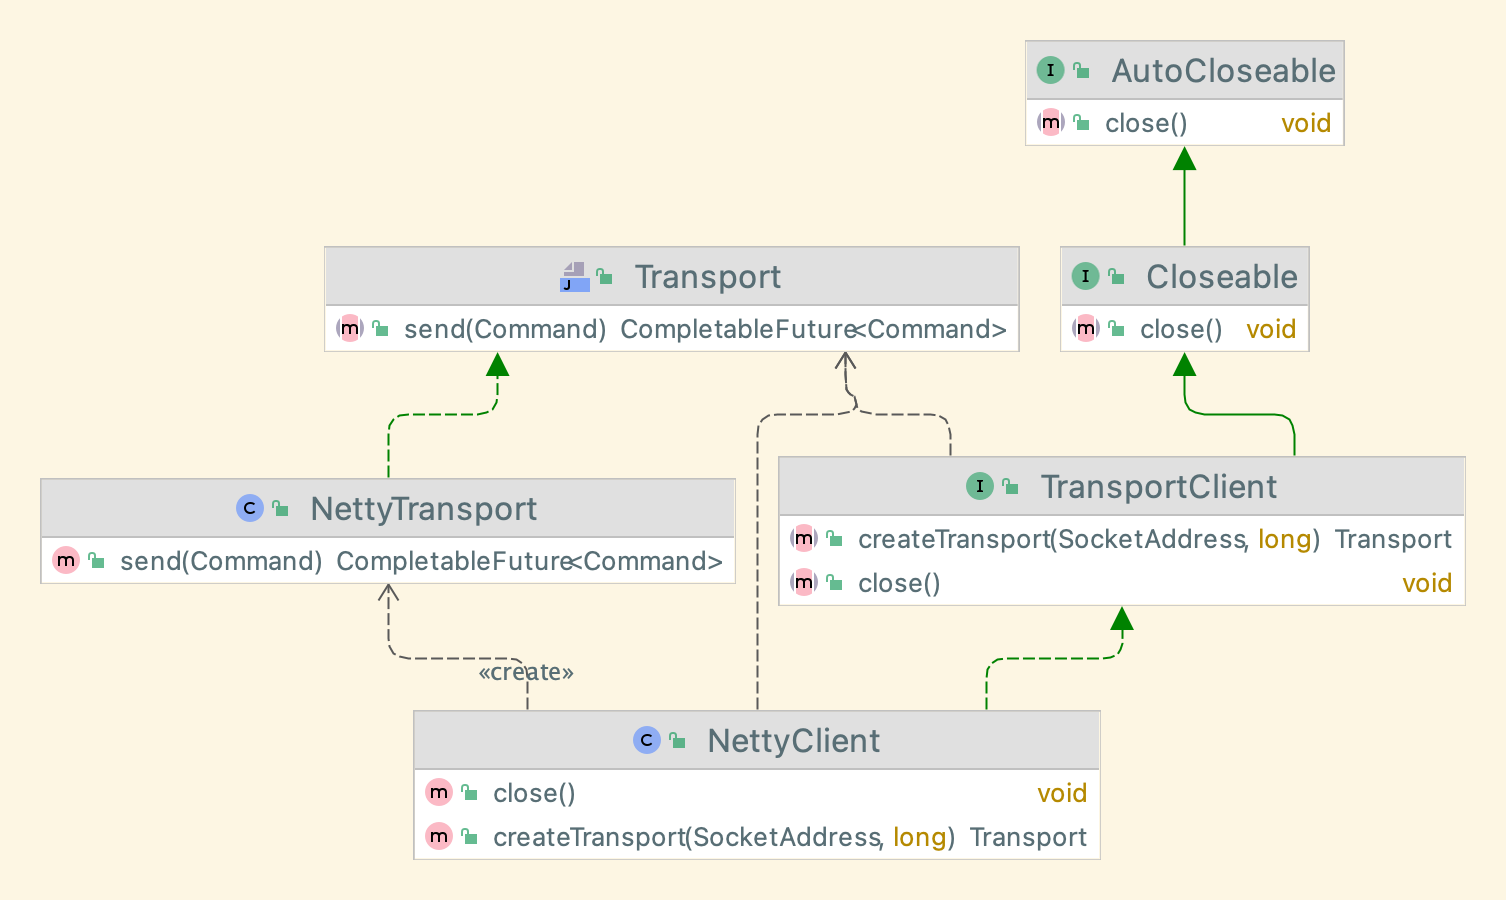 I AutoCloseable
m close() void
J Transport
I Closeable
m send(Command) CompletableFuture<Command>
m close() void
I TransportClient
C NettyTransport
m createTransport(SocketAddress, long) Transport
m send(Command) CompletableFuture<Command>
m close() void
«create»
C NettyClient
m close() void
m createTransport(SocketAddress, long) Transport